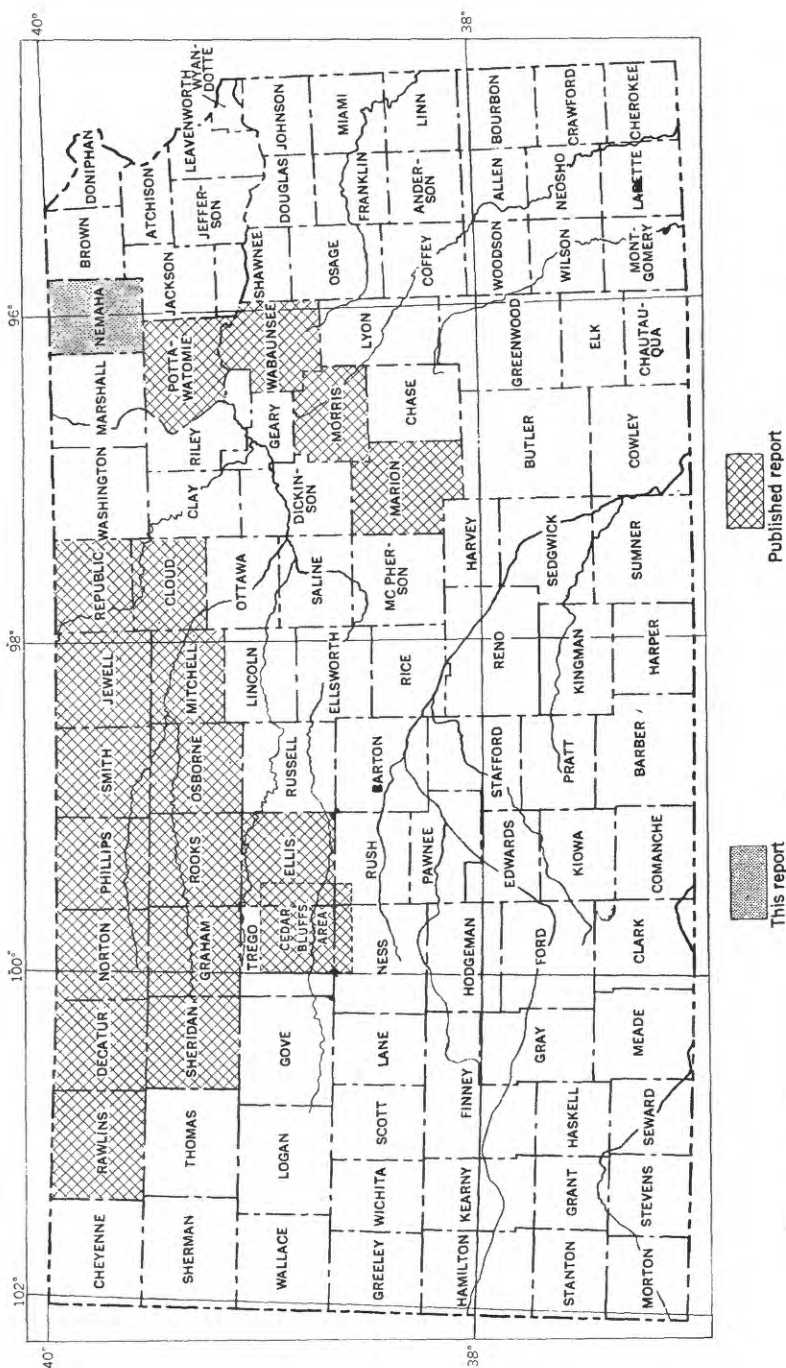 102°
100°
98°
96°
40°
40°
CHEYENNE
RAWLINS
DECATUR
NORTON
PHILLIPS
SMITH
JEWELL
REPUBLIC
WASHINGTON
MARSHALL
NEMAHA
BROWN
DONIPHAN
SHERMAN
THOMAS
SHERIDAN
GRAHAM
ROOKS
OSBORNE
MITCHELL
CLOUD
CLAY
RILEY
POTTA-
WATOMIE
JACKSON
ATCHISON
JEFFER-
SON
LEAVENWORTH
WYAN-
DOTTE
WALLACE
LOGAN
GOVE
TREGO
CEDAR
BLUFFS
AREA
ELLIS
RUSSELL
LINCOLN
ELLSWORTH
OTTAWA
SALINE
DICKIN-
SON
GEARY
MORRIS
WABAUNSEE
SHAWNEE
OSAGE
DOUGLAS
JOHNSON
FRANKLIN
MIAMI
GREELEY
WICHITA
SCOTT
LANE
NESS
RUSH
BARTON
RICE
MC PHER-
SON
MARION
CHASE
LYON
COFFEY
ANDER-
SON
LINN
HAMILTON
KEARNY
FINNEY
HODGEMAN
PAWNEE
STAFFORD
RENO
HARVEY
BUTLER
GREENWOOD
WOODSON
ALLEN
BOURBON
38°
38°
STANTON
GRANT
HASKELL
GRAY
FORD
EDWARDS
KIOWA
PRATT
KINGMAN
SEDGWICK
ELK
WILSON
NEOSHO
CRAWFORD
MORTON
STEVENS
SEWARD
MEADE
CLARK
COMANCHE
BARBER
HARPER
SUMNER
COWLEY
CHAUTAU-
QUA
MONT-
GOMERY
LABETTE
CHEROKEE
This report
Published report